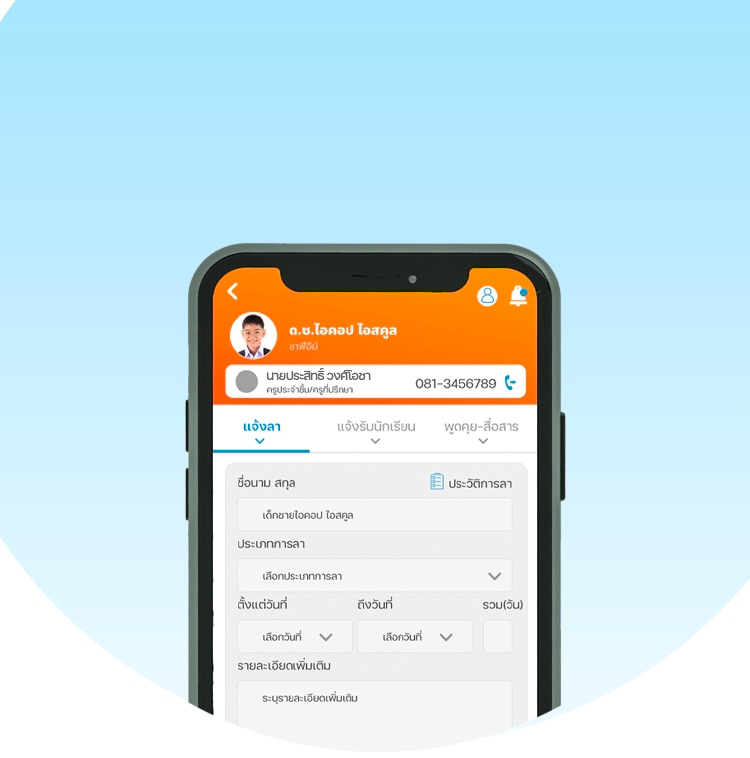 ด.ช.ไอคอป ไอสคูล
ชาฟีอีย์
นายประสิทธิ์ วงศ์โอชา
ครูประจำชั้น/ครูที่ปรึกษา
081-3456789
แจ้งลา แจ้งรับนักเรียน พูดคุย-สื่อสาร
ชื่อนาม สกุล ประวัติการลา
เด็กชายไอคอป ไอสคูล
ประเภทการลา
เลือกประเภทการลา
ตั้งแต่วันที่ ถึงวันที่ รวม(วัน)
เลือกวันที่ เลือกวันที่
รายละเอียดเพิ่มเติม
ระบุรายละเอียดเพิ่มเติม